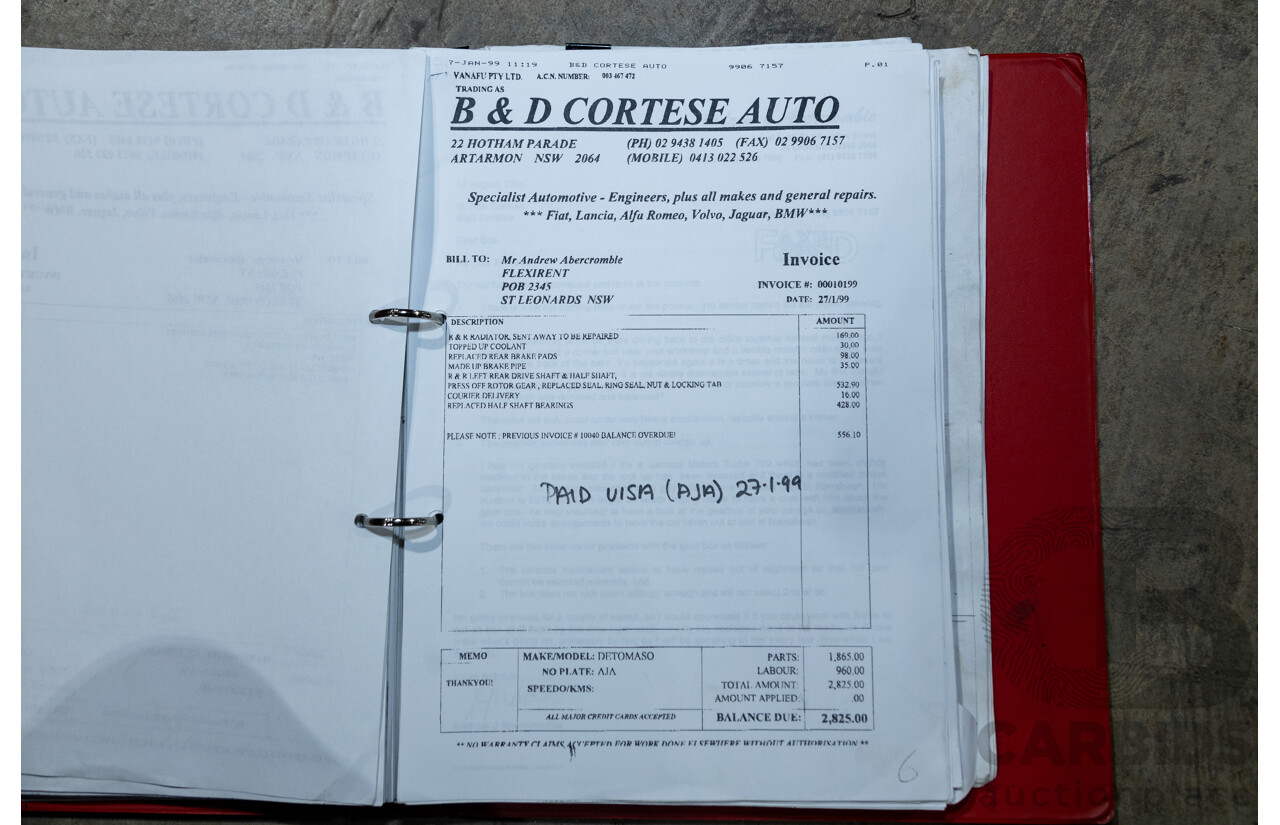 7-JAN-99 11:19 B&D CORTESE AUTO 9906 7157 P.01
VANAFU PTY LTD. A.C.N. NUMBER: 003 467 472
TRADING AS
B & D CORTESE AUTO
22 HOTHAM PARADE (PH) 02 9438 1405 (FAX) 02 9906 7157
ARTARMON NSW 2064 (MOBILE) 0413 022 526
Specialist Automotive - Engineers, plus all makes and general repairs.
*** Fiat, Lancia, Alfa Romeo, Volvo, Jaguar, BMW***
FAXED
BILL TO: Mr Andrew Abercromble Invoice
FLEXIRENT
POB 2345 INVOICE #: 00010199
ST LEONARDS NSW DATE: 27/1/99
DESCRIPTION AMOUNT
R & R RADIATOR, SENT AWAY TO BE REPAIRED 169.00
TOPPED UP COOLANT 30.00
REPLACED REAR BRAKE PADS 98.00
MADE UP BRAKE PIPE 35.00
R & R LEFT REAR DRIVE SHAFT & HALF SHAFT,
PRESS OFF ROTOR GEAR , REPLACED SEAL, RING SEAL, NUT & LOCKING TAB 532.90
COURIER DELIVERY 16.00
REPLACED HALF SHAFT BEARINGS 428.00
PLEASE NOTE ; PREVIOUS INVOICE # 10040 BALANCE OVERDUE! 556.10
PAID VISA (AJA) 27·1·99
MEMO MAKE/MODEL: DETOMASO PARTS: 1,865.00
NO PLATE: AJA LABOUR: 960.00
THANKYOU! SPEEDO/KMS: TOTAL AMOUNT: 2,825.00
AMOUNT APPLIED: .00
ALL MAJOR CREDIT CARDS ACCEPTED BALANCE DUE: 2,825.00
** NO WARRANTY CLAIMS ACCEPTED FOR WORK DONE ELSEWHERE WITHOUT AUTHORISATION **
6
CARBIDS
auctionplace